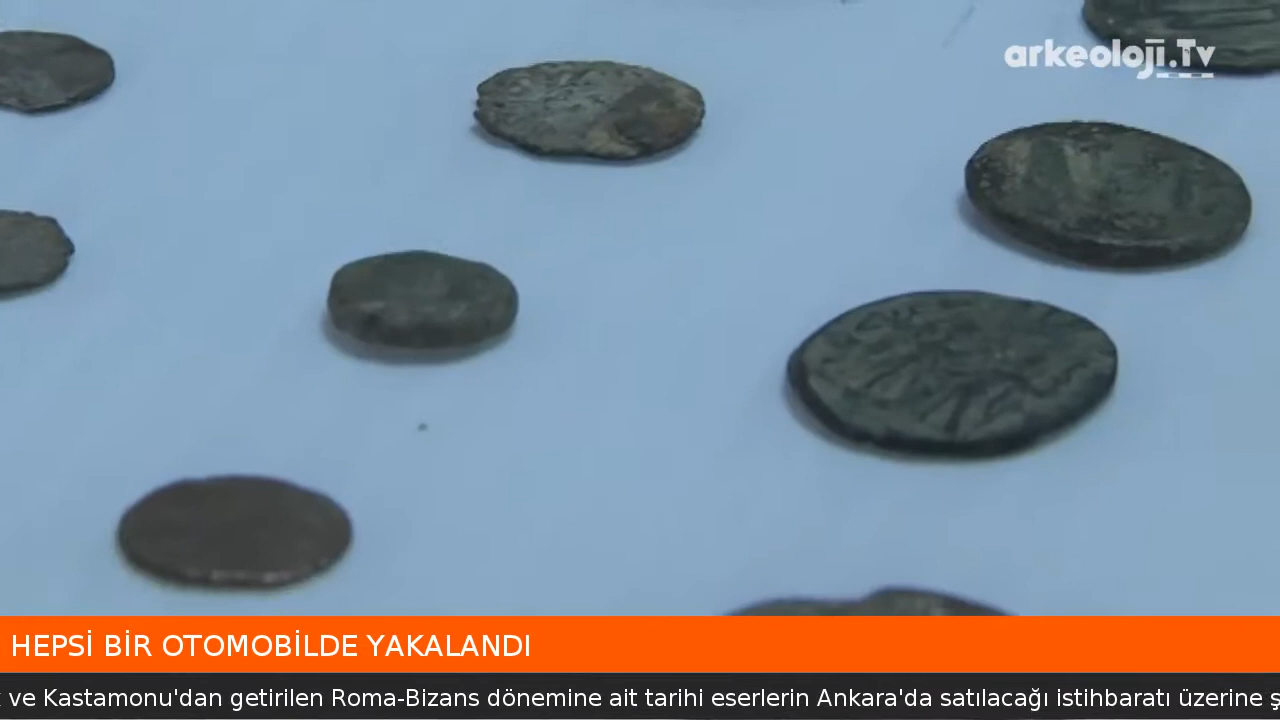 arkeoloji.Tv
HEPSİ BİR OTOMOBİLDE YAKALANDI
ve Kastamonu'dan getirilen Roma-Bizans dönemine ait tarihi eserlerin Ankara'da satılacağı istihbaratı üzerine